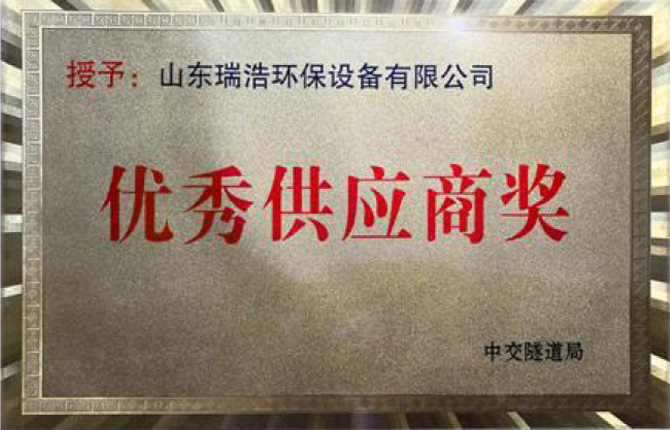 授予：山东瑞浩环保设备有限公司
优秀供应商奖
中交隧道局